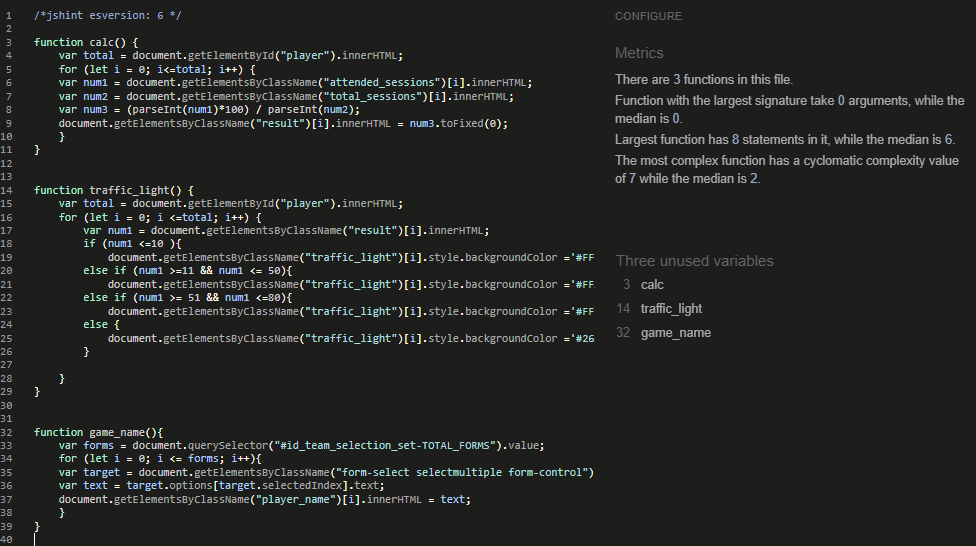 1 /*jshint esversion: 6 */
2
3 function calc() {
4 var total = document.getElementById("player").innerHTML;
5 for (let i = 0; i<=total; i++) {
6 var num1 = document.getElementsByClassName("attended_sessions")[i].innerHTML;
7 var num2 = document.getElementsByClassName("total_sessions")[i].innerHTML;
8 var num3 = (parseInt(num1)*100) / parseInt(num2);
9 document.getElementsByClassName("result")[i].innerHTML = num3.toFixed(0);
10 }
11 }
12
13
14 function traffic_light() {
15 var total = document.getElementById("player").innerHTML;
16 for (let i = 0; i <=total; i++) {
17 var num1 = document.getElementsByClassName("result")[i].innerHTML;
18 if (num1 <=10 ){
19 document.getElementsByClassName("traffic_light")[i].style.backgroundColor ='#FF
20 else if (num1 >=11 && num1 <= 50){
21 document.getElementsByClassName("traffic_light")[i].style.backgroundColor ='#FF
22 else if (num1 >= 51 && num1 <=80){
23 document.getElementsByClassName("traffic_light")[i].style.backgroundColor ='#FF
24 else {
25 document.getElementsByClassName("traffic_light")[i].style.backgroundColor ='#26
26 }
27
28 }
29 }
30
31
32 function game_name(){
33 var forms = document.querySelector("#id_team_selection_set-TOTAL_FORMS").value;
34 for (let i = 0; i <= forms; i++){
35 var target = document.getElementsByClassName("form-select selectmultiple form-control")
36 var text = target.options[target.selectedIndex].text;
37 document.getElementsByClassName("player_name")[i].innerHTML = text;
38 }
39 }
40
CONFIGURE
Metrics
There are 3 functions in this file.
Function with the largest signature take 0 arguments, while the
median is 0.
Largest function has 8 statements in it, while the median is 6.
The most complex function has a cyclomatic complexity value
of 7 while the median is 2.
Three unused variables
3 calc
14 traffic_light
32 game_name